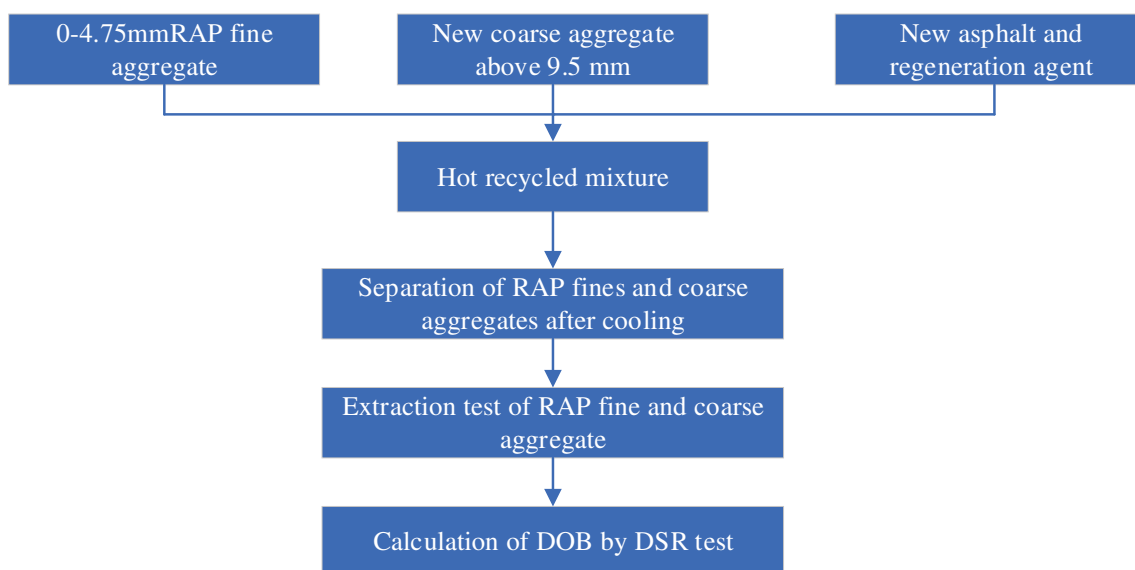 0-4.75mmRAP fine
aggregate
New coarse aggregate
above 9.5 mm
New asphalt and
regeneration agent
Hot recycled mixture
Separation of RAP fines and coarse
aggregates after cooling
Extraction test of RAP fine and coarse
aggregate
Calculation of DOB by DSR test